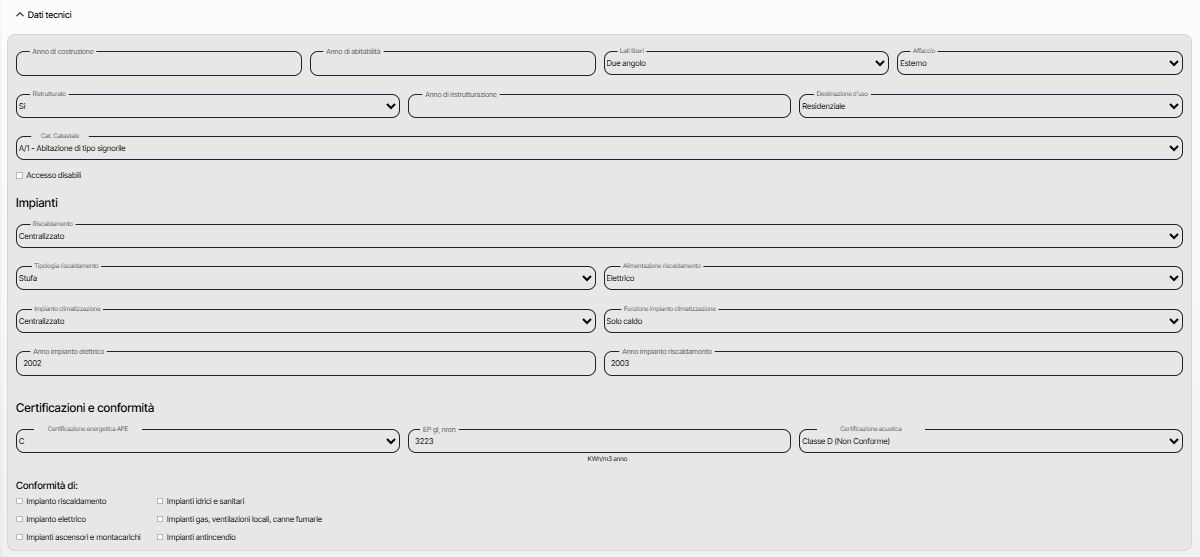 Dati tecnici
Anno di costruzione
Anno di abitabilità
Lati liberi
Due angolo
Affaccio
Esterno
Ristrutturato
Si
Anno di ristrutturazione
Destinazione d'uso
Residenziale
Cat. Catastale
A/1 - Abitazione di tipo signorile
Accesso disabili
Impianti
Riscaldamento
Centralizzato
Tipologia riscaldamento
Stufa
Alimentazione riscaldamento
Elettrico
Impianto climatizzazione
Centralizzato
Funzione impianto climatizzazione
Solo caldo
Anno impianto elettrico
2002
Anno impianto riscaldamento
2003
Certificazioni e conformità
Certificazione energetica APE
C
EP gl, nren
3223
KWh/m3 anno
Certificazione acustica
Classe D (Non Conforme)
Conformità di:
Impianto riscaldamento
Impianti idrici e sanitari
Impianto elettrico
Impianti gas, ventilazioni locali, canne fumarie
Impianti ascensori e montacarichi
Impianti antincendio